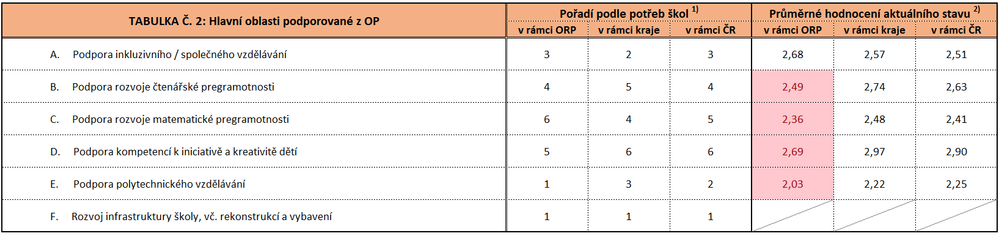 TABULKA Č. 2: Hlavní oblasti podporované z OP Pořadí podle potřeb škol 1) Průměrné hodnocení aktuálního stavu 2)
v rámci ORP v rámci kraje v rámci ČR v rámci ORP v rámci kraje v rámci ČR
A. Podpora inkluzivního / společného vzdělávání 3 2 3 2,68 2,57 2,51
B. Podpora rozvoje čtenářské pregramotnosti 4 5 4 2,49 2,74 2,63
C. Podpora rozvoje matematické pregramotnosti 6 4 5 2,36 2,48 2,41
D. Podpora kompetencí k iniciativě a kreativitě dětí 5 6 6 2,69 2,97 2,90
E. Podpora polytechnického vzdělávání 1 3 2 2,03 2,22 2,25
F. Rozvoj infrastruktury školy, vč. rekonstrukcí a vybavení 1 1 1